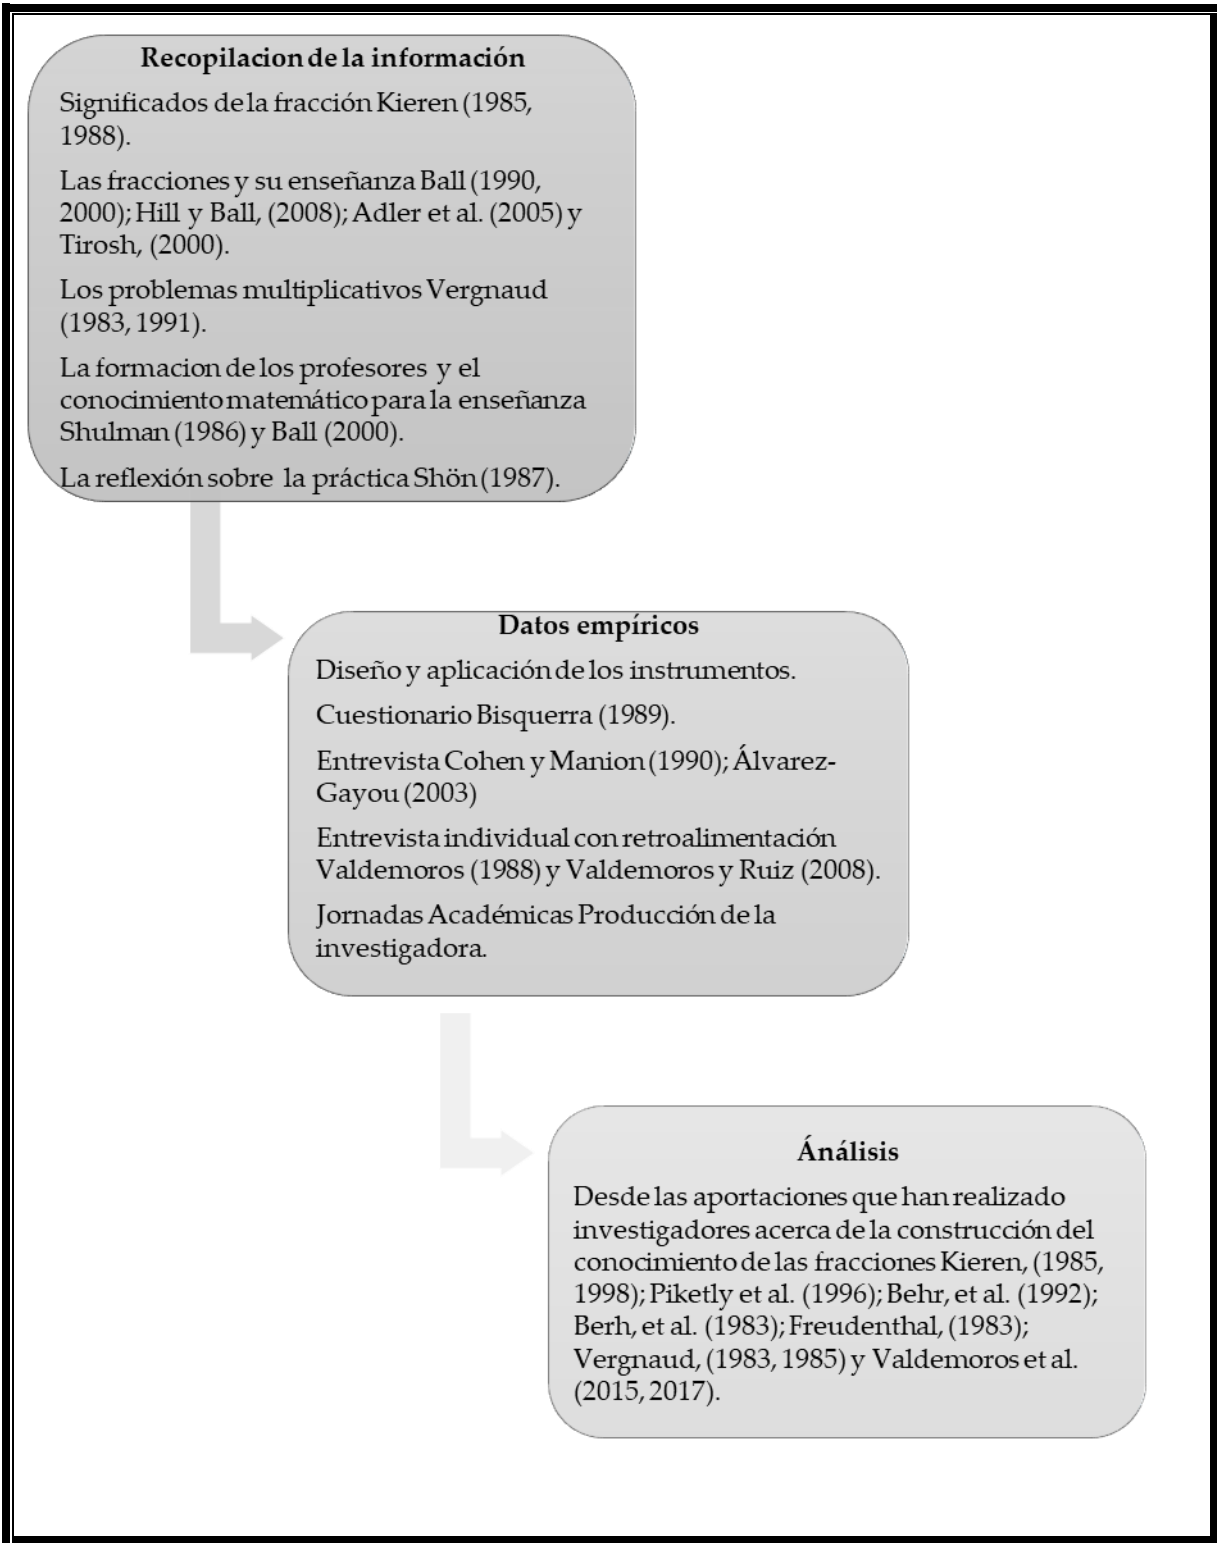 Recopilacion de la información
Significados de la fracción Kieren (1985,
1988).
Las fracciones y su enseñanza Ball (1990,
2000); Hill y Ball, (2008); Adler et al. (2005) y
Tirosh, (2000).
Los problemas multiplicativos Vergnaud
(1983, 1991).
La formacion de los profesores y el
conocimiento matemático para la enseñanza
Shulman (1986) y Ball (2000).
La reflexión sobre la práctica Shön (1987).
Datos empíricos
Diseño y aplicación de los instrumentos.
Cuestionario Bisquerra (1989).
Entrevista Cohen y Manion (1990); Álvarez-
Gayou (2003)
Entrevista individual con retroalimentación
Valdemoros (1988) y Valdemoros y Ruiz (2008).
Jornadas Académicas Producción de la
investigadora.
Ánálisis
Desde las aportaciones que han realizado
investigadores acerca de la construcción del
conocimiento de las fracciones Kieren, (1985,
1998); Piketly et al. (1996); Behr, et al. (1992);
Berh, et al. (1983); Freudenthal, (1983);
Vergnaud, (1983, 1985) y Valdemoros et al.
(2015, 2017).